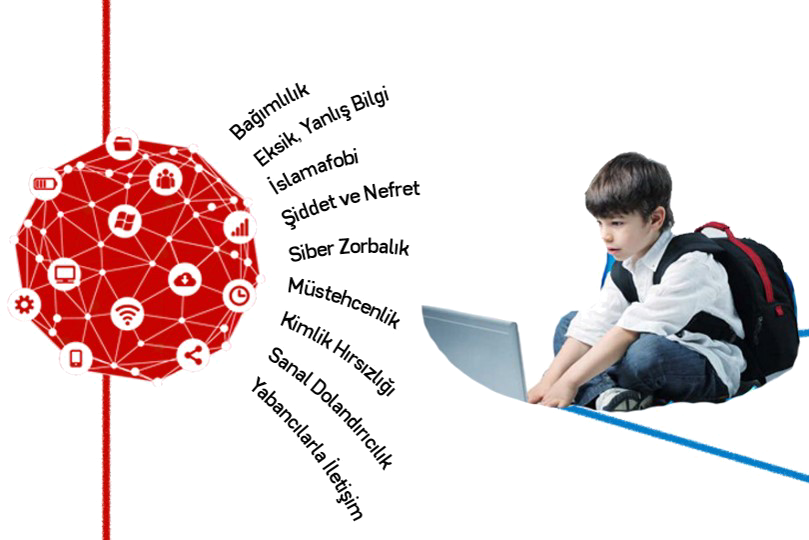 Bağımlılık
Eksik, Yanlış Bilgi
İslamafobi
Şiddet ve Nefret
Siber Zorbalık
Müstehcenlik
Kimlik Hırsızlığı
Sanal Dolandırıcılık
Yabancılarla İletişim